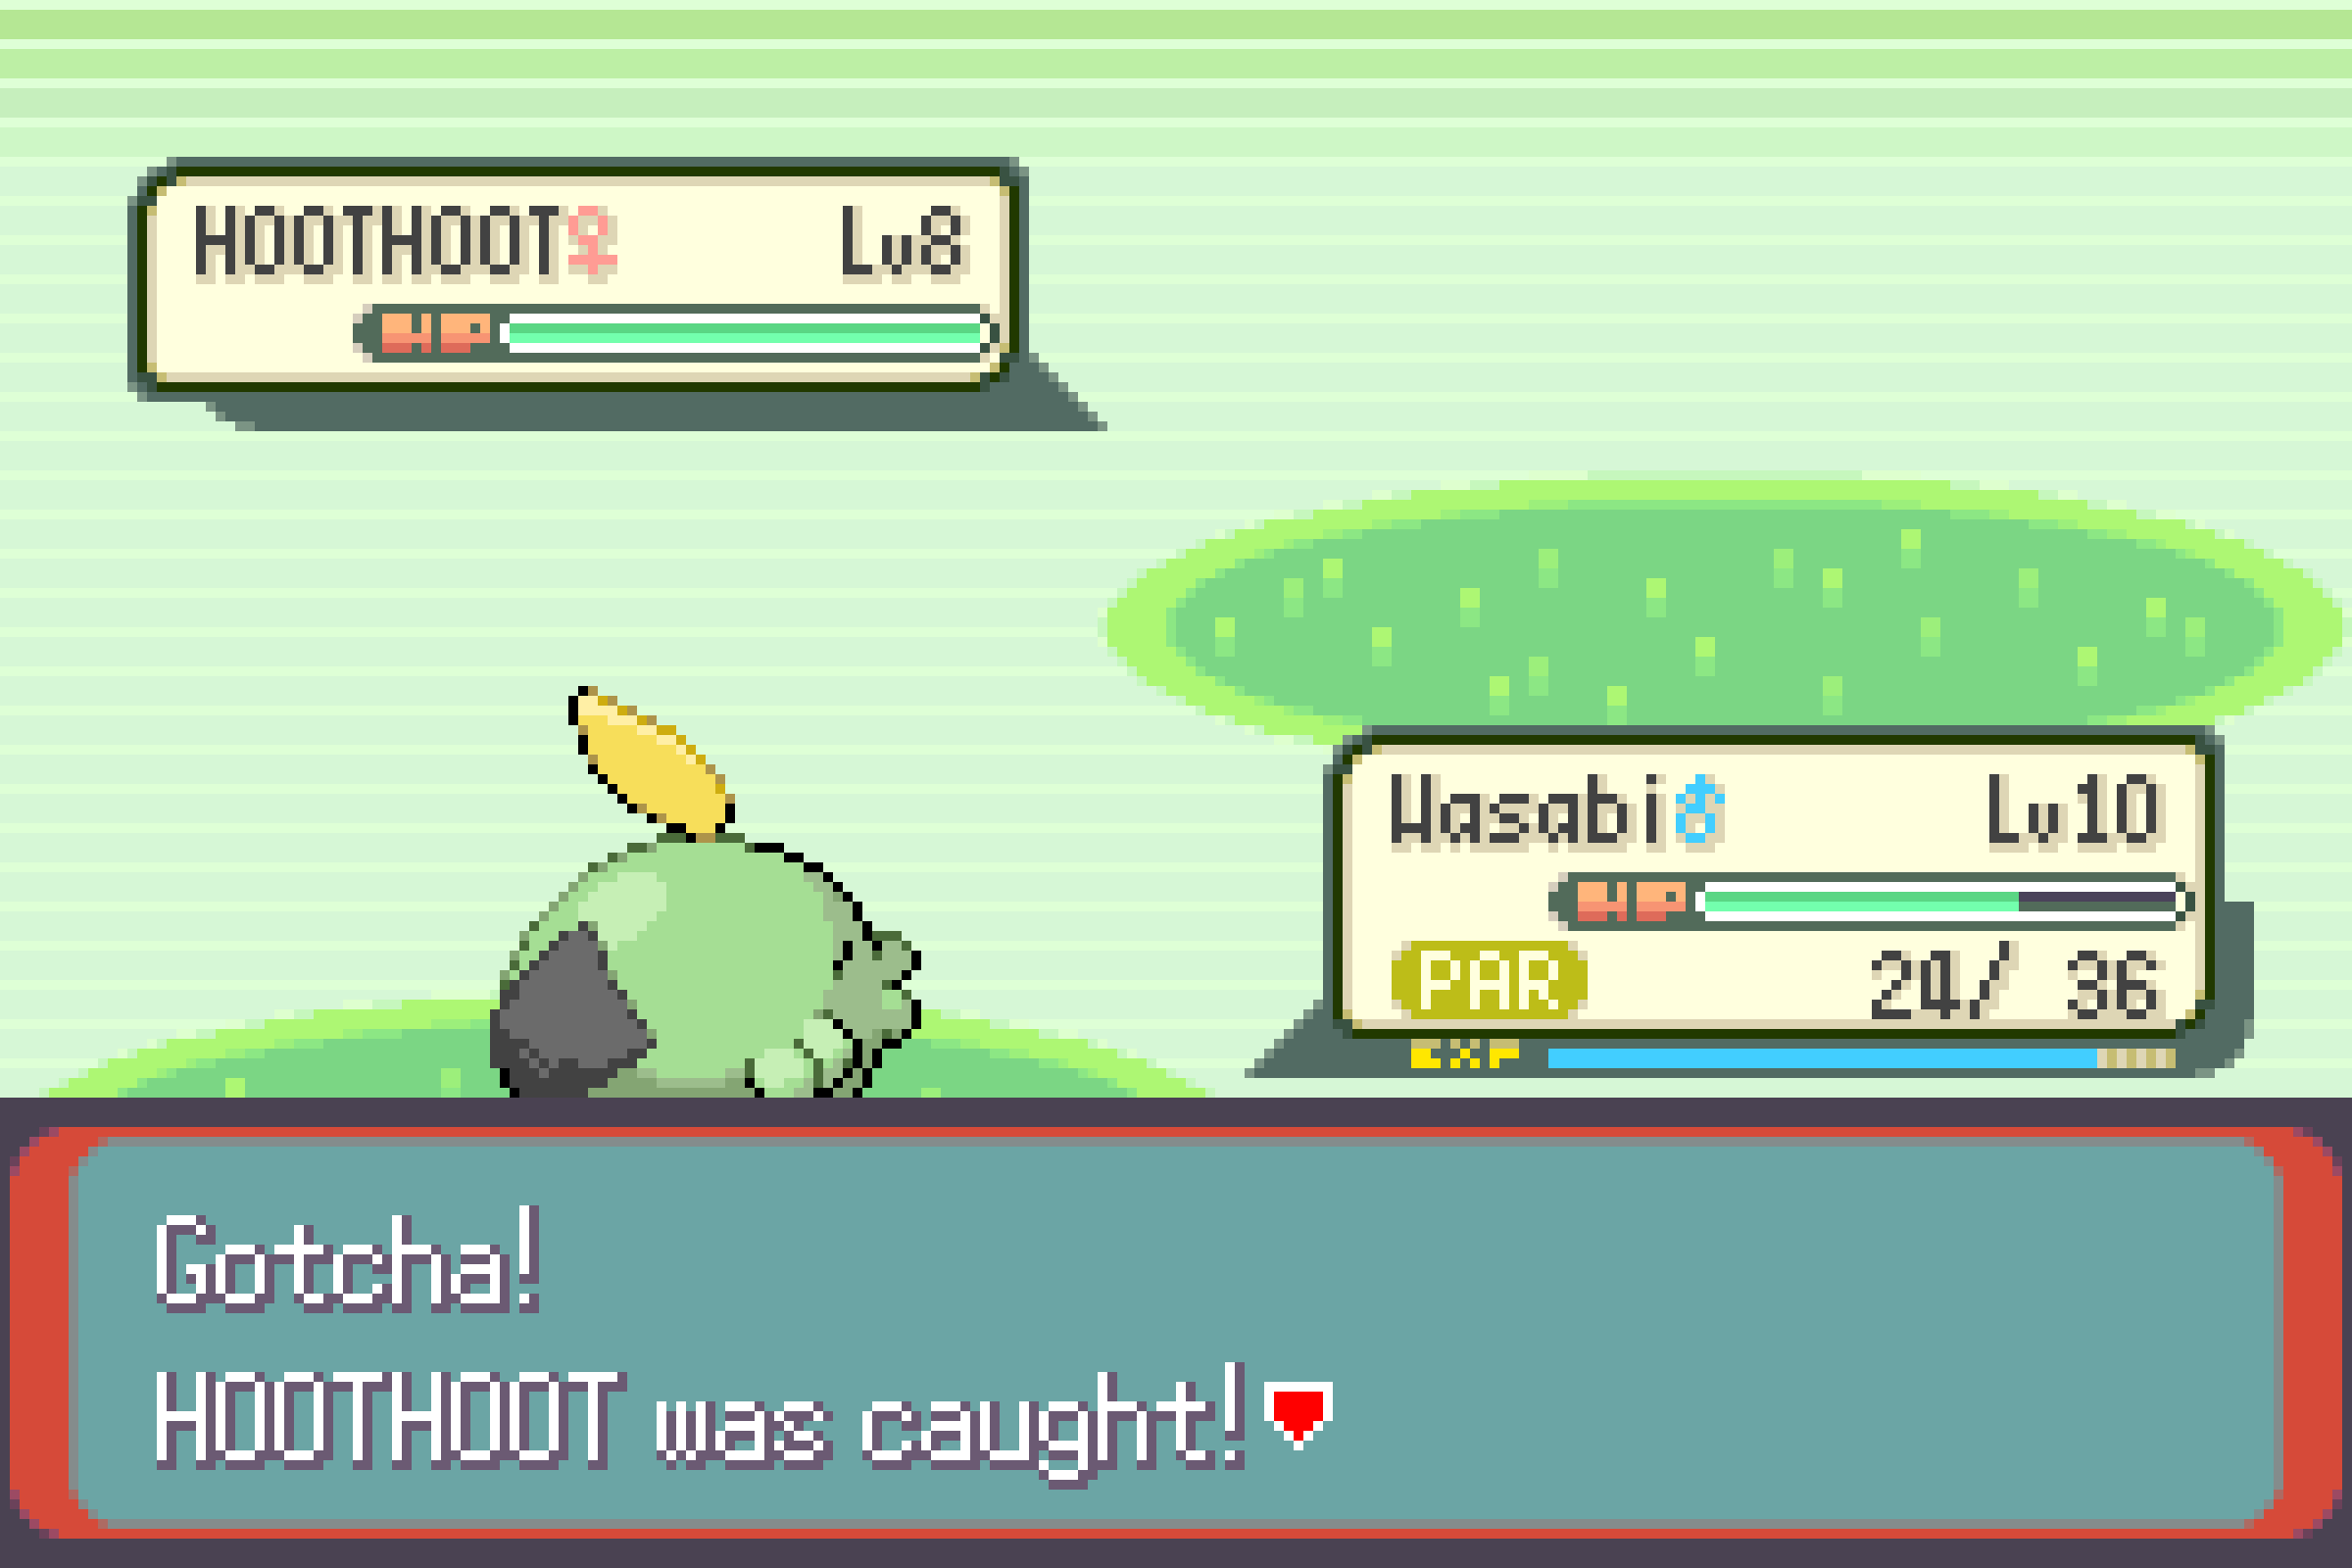 HOOTHOOT♀ Lv8
HP
Wasabi♂ Lv10
HP
PAR 24/ 36
EXP
Gotcha!
HOOTHOOT was caught!♥